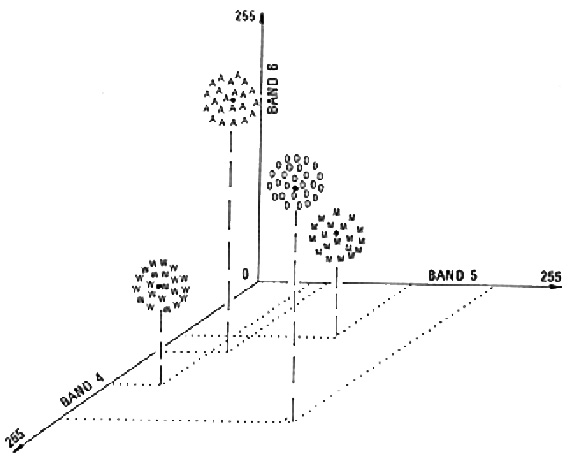 255
BAND 6
A A A A A A A A A A A A A A A A A A A A
D D D D D D D D D D D D D D D D D D D D
M M M M M M M M M M M M M M M M M M
W W W W W W W W W W W W W W W W W W
0
BAND 5
255
BAND 4
255